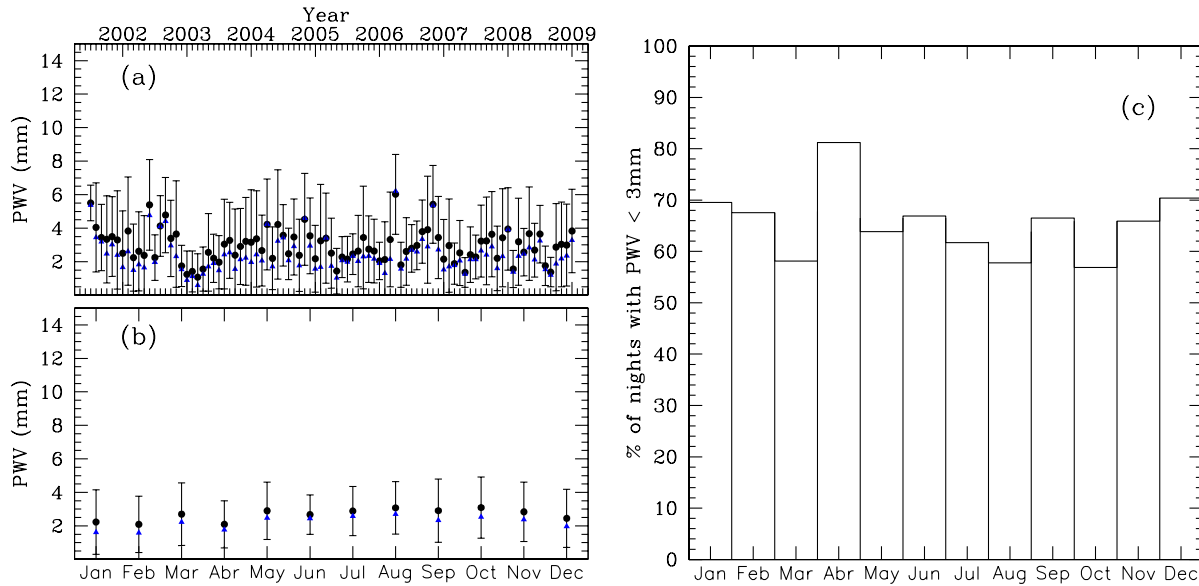 Year
2002 2003 2004 2005 2006 2007 2008 2009
(a)
PWV (mm)
14
12
10
8
6
4
2
(b)
PWV (mm)
14
12
10
8
6
4
2
Jan Feb Mar Abr May Jun Jul Aug Sep Oct Nov Dec
(c)
% of nights with PWV < 3mm
100
90
80
70
60
50
40
30
20
10
0
Jan Feb Mar Abr May Jun Jul Aug Sep Oct Nov Dec